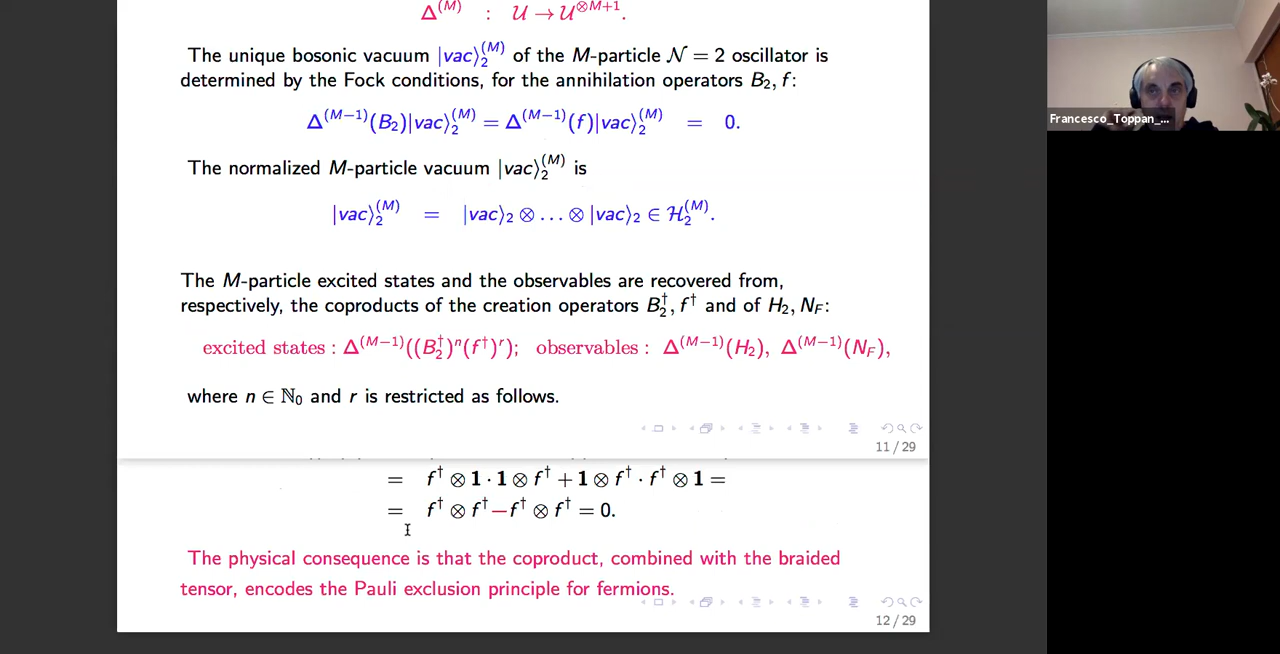 Δ^(M) : 𝒰 → 𝒰^⊗M+1.
The unique bosonic vacuum |vac⟩₂^(M) of the M-particle 𝒩 = 2 oscillator is
determined by the Fock conditions, for the annihilation operators B₂, f:
Δ^(M−1)(B₂)|vac⟩₂^(M) = Δ^(M−1)(f)|vac⟩₂^(M) = 0.
The normalized M-particle vacuum |vac⟩₂^(M) is
|vac⟩₂^(M) = |vac⟩₂ ⊗ … ⊗ |vac⟩₂ ∈ ℋ₂^(M).
The M-particle excited states and the observables are recovered from,
respectively, the coproducts of the creation operators B₂†, f† and of H₂, N_F:
excited states : Δ^(M−1)((B₂†)ⁿ(f†)^r); observables : Δ^(M−1)(H₂), Δ^(M−1)(N_F),
where n ∈ ℕ₀ and r is restricted as follows.
11 / 29
= f† ⊗ 1 · 1 ⊗ f† + 1 ⊗ f† · f† ⊗ 1 =
= f† ⊗ f† − f† ⊗ f† = 0.
The physical consequence is that the coproduct, combined with the braided
tensor, encodes the Pauli exclusion principle for fermions.
12 / 29
Francesco_Toppan_...